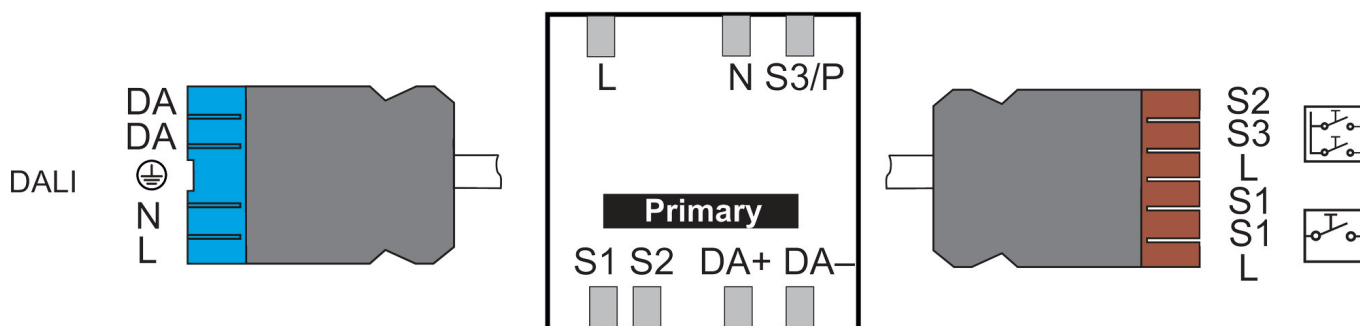 DALI
DA
DA
N
L
L N S3/P
Primary
S1 S2 DA+ DA–
S2
S3
L
S1
S1
L